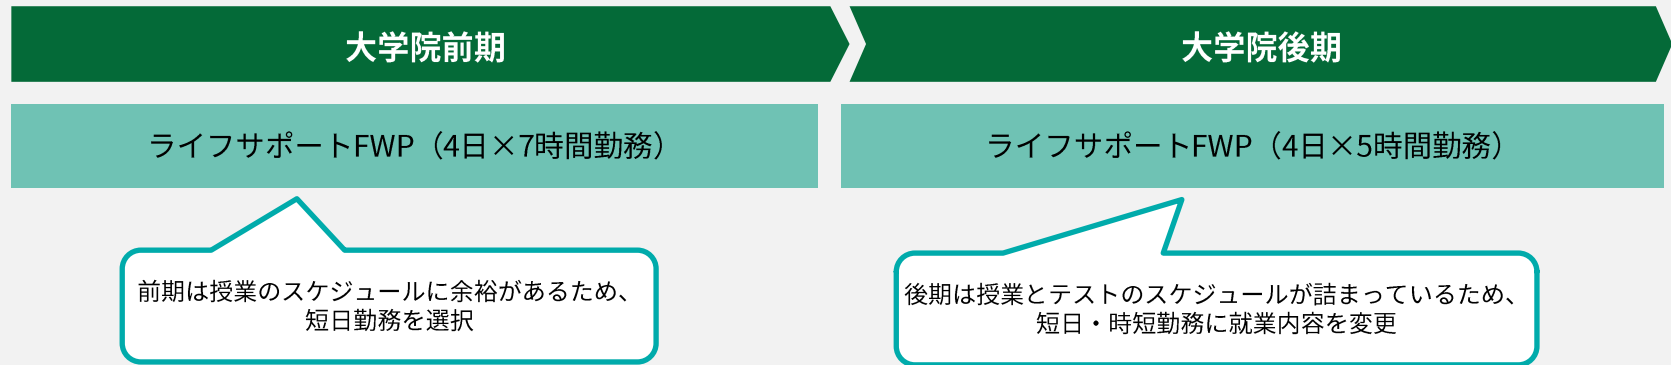 大学院前期
大学院後期
ライフサポートFWP（4日×7時間勤務）
ライフサポートFWP（4日×5時間勤務）
前期は授業のスケジュールに余裕があるため、
短日勤務を選択
後期は授業とテストのスケジュールが詰まっているため、
短日・時短勤務に就業内容を変更